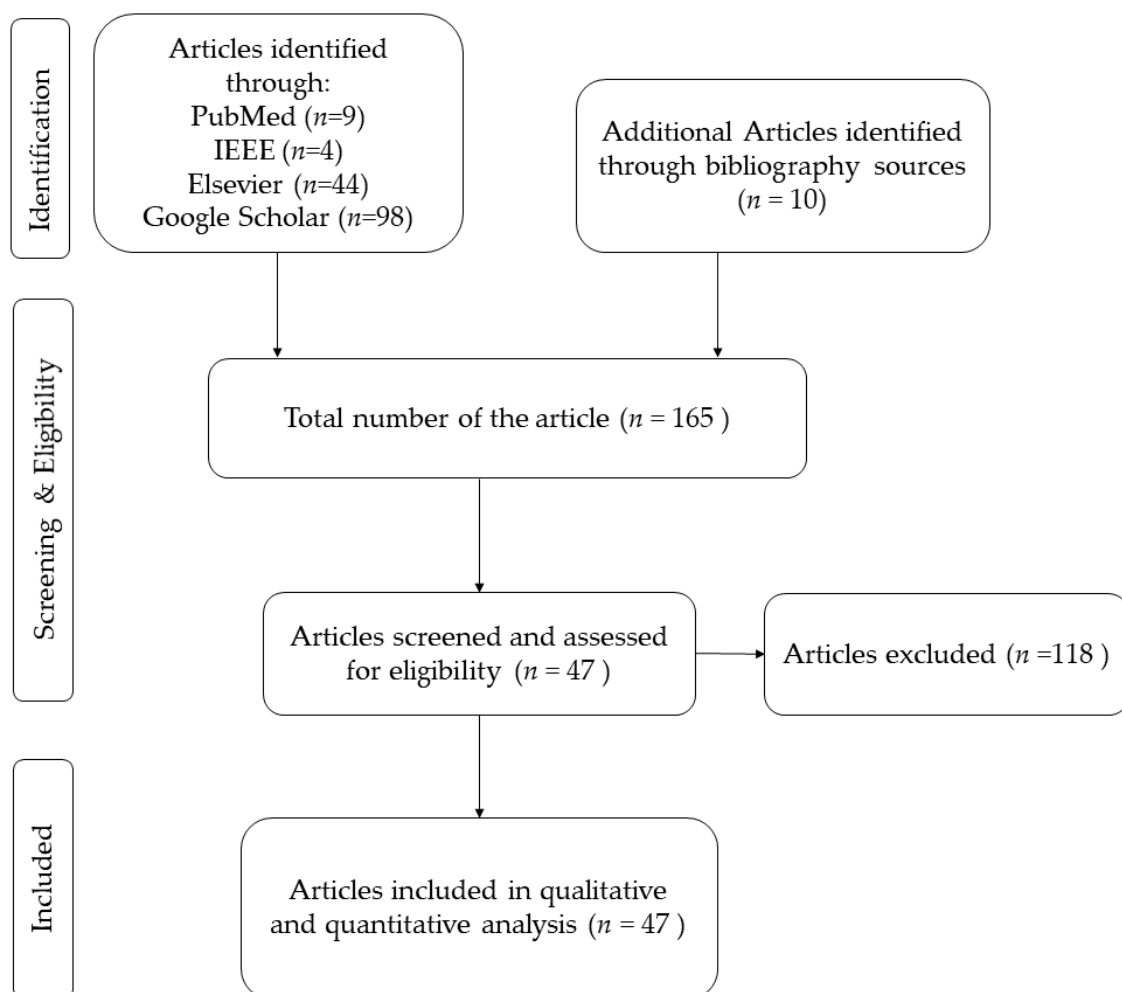 Identification
Articles identified
through:
PubMed (n=9)
IEEE (n=4)
Elsevier (n=44)
Google Scholar (n=98)
Additional Articles identified
through bibliography sources
(n = 10)
Screening & Eligibility
Total number of the article (n = 165 )
Articles screened and assessed
for eligibility (n = 47 )
Articles excluded (n =118 )
Included
Articles included in qualitative
and quantitative analysis (n = 47 )